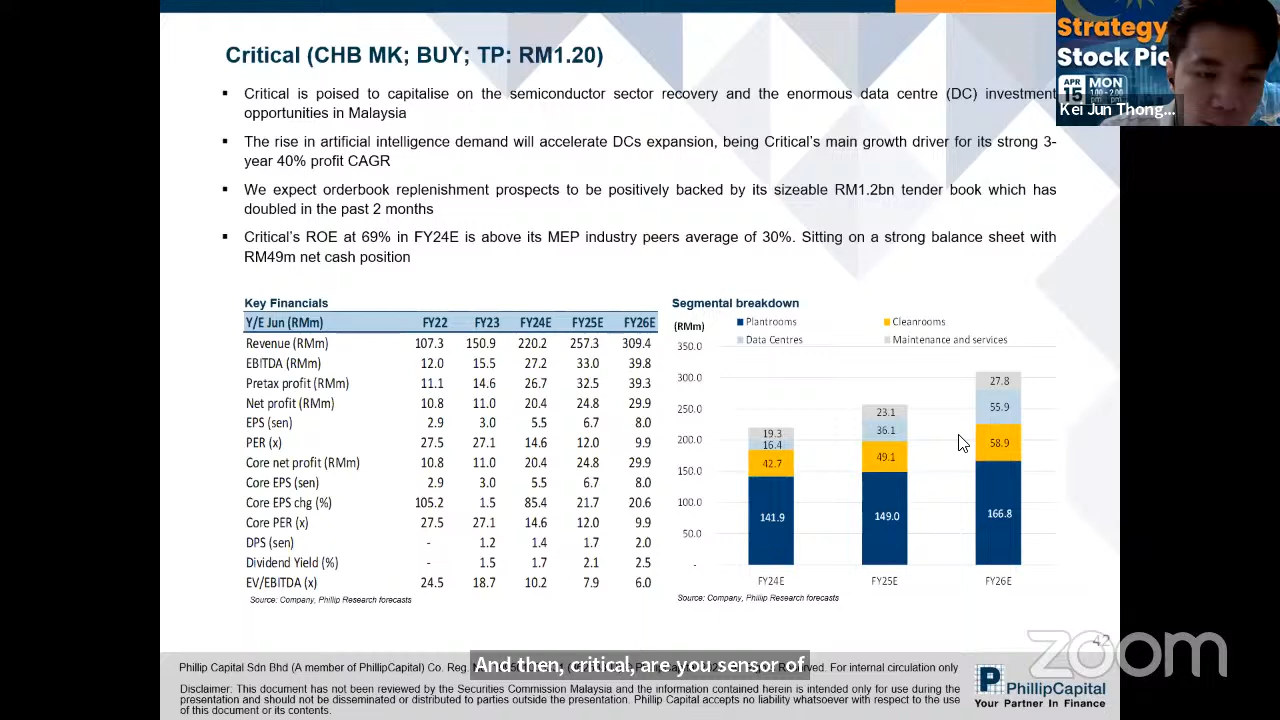 Critical (CHB MK; BUY; TP: RM1.20)
▪ Critical is poised to capitalise on the semiconductor sector recovery and the enormous data centre (DC) investment
opportunities in Malaysia
▪ The rise in artificial intelligence demand will accelerate DCs expansion, being Critical's main growth driver for its strong 3-
year 40% profit CAGR
▪ We expect orderbook replenishment prospects to be positively backed by its sizeable RM1.2bn tender book which has
doubled in the past 2 months
▪ Critical's ROE at 69% in FY24E is above its MEP industry peers average of 30%. Sitting on a strong balance sheet with
RM49m net cash position
Strategy
Stock Pic
APR 15 MON
1:00 - 2:00
pm pm
Kei Jun Thong...
Key Financials
Y/E Jun (RMm) FY22 FY23 FY24E FY25E FY26E
Revenue (RMm) 107.3 150.9 220.2 257.3 309.4
EBITDA (RMm) 12.0 15.5 27.2 33.0 39.8
Pretax profit (RMm) 11.1 14.6 26.7 32.5 39.3
Net profit (RMm) 10.8 11.0 20.4 24.8 29.9
EPS (sen) 2.9 3.0 5.5 6.7 8.0
PER (x) 27.5 27.1 14.6 12.0 9.9
Core net profit (RMm) 10.8 11.0 20.4 24.8 29.9
Core EPS (sen) 2.9 3.0 5.5 6.7 8.0
Core EPS chg (%) 105.2 1.5 85.4 21.7 20.6
Core PER (x) 27.5 27.1 14.6 12.0 9.9
DPS (sen) - 1.2 1.4 1.7 2.0
Dividend Yield (%) - 1.5 1.7 2.1 2.5
EV/EBITDA (x) 24.5 18.7 10.2 7.9 6.0
Source: Company, Phillip Research forecasts
Segmental breakdown
(RMm)
Plantrooms Cleanrooms
Data Centres Maintenance and services
350.0
300.0
250.0
200.0
150.0
100.0
50.0
-
19.3
16.4
42.7
141.9
23.1
36.1
49.1
149.0
27.8
55.9
58.9
166.8
FY24E FY25E FY26E
Source: Company, Phillip Research forecasts
42
zoom
Phillip Capital Sdn Bhd (A member of PhillipCapital) Co. Reg. Reserved. For internal circulation only
And then, critical, are you sensor of
Disclaimer: This document has not been reviewed by the Securities Commission Malaysia and the information contained herein is intended only for use during the
presentation and should not be disseminated or distributed to parties outside the presentation. Phillip Capital accepts no liability whatsoever with respect to the use
of this document or its contents.
PhillipCapital
Your Partner In Finance